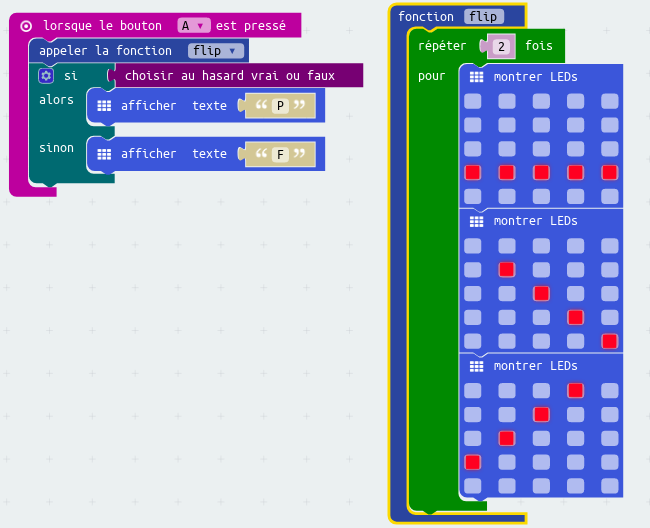 lorsque le bouton A ▼ est pressé
appeler la fonction flip ▼
si choisir au hasard vrai ou faux
alors
afficher texte “ P ”
sinon
afficher texte “ F ”
fonction flip
répéter 2 fois
pour montrer LEDs
montrer LEDs
montrer LEDs